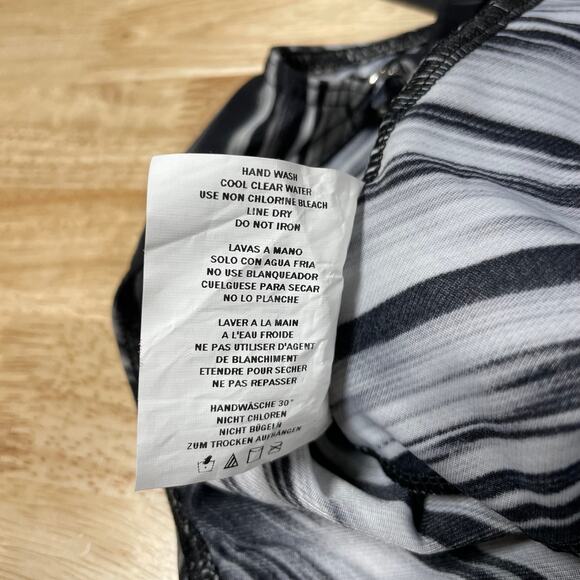 HAND WASH
COOL CLEAR WATER
USE NON CHLORINE BLEACH
LINE DRY
DO NOT IRON
LAVAS A MANO
SOLO CON AGUA FRIA
NO USE BLANQUEADOR
CUELGUESE PARA SECAR
NO LO PLANCHE
LAVER A LA MAIN
A L'EAU FROIDE
NE PAS UTILISER D'AGENT
DE BLANCHIMENT
ETENDRE POUR SECHER
NE PAS REPASSER
HANDWÄSCHE 30°
NICHT CHLOREN
NICHT BÜGELN
ZUM TROCKEN AUFHÄNGEN